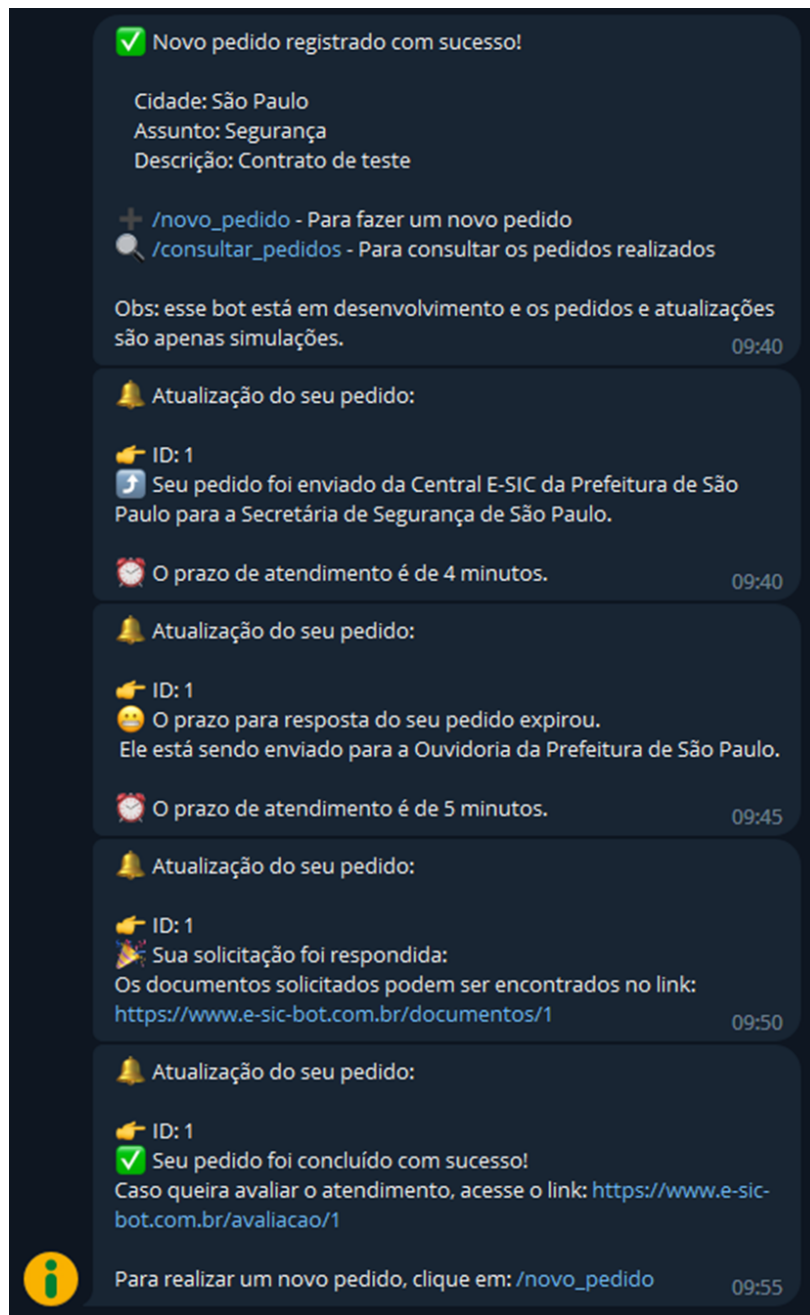 ✅ Novo pedido registrado com sucesso!
Cidade: São Paulo
Assunto: Segurança
Descrição: Contrato de teste
➕ /novo_pedido - Para fazer um novo pedido
🔍 /consultar_pedidos - Para consultar os pedidos realizados
Obs: esse bot está em desenvolvimento e os pedidos e atualizações
são apenas simulações.
09:40
🔔 Atualização do seu pedido:
👉 ID: 1
⤴️ Seu pedido foi enviado da Central E-SIC da Prefeitura de São
Paulo para a Secretária de Segurança de São Paulo.
⏰ O prazo de atendimento é de 4 minutos.
09:40
🔔 Atualização do seu pedido:
👉 ID: 1
😬 O prazo para resposta do seu pedido expirou.
Ele está sendo enviado para a Ouvidoria da Prefeitura de São Paulo.
⏰ O prazo de atendimento é de 5 minutos.
09:45
🔔 Atualização do seu pedido:
👉 ID: 1
🎉 Sua solicitação foi respondida:
Os documentos solicitados podem ser encontrados no link:
https://www.e-sic-bot.com.br/documentos/1
09:50
🔔 Atualização do seu pedido:
👉 ID: 1
✅ Seu pedido foi concluído com sucesso!
Caso queira avaliar o atendimento, acesse o link: https://www.e-sic-
bot.com.br/avaliacao/1
Para realizar um novo pedido, clique em: /novo_pedido
09:55